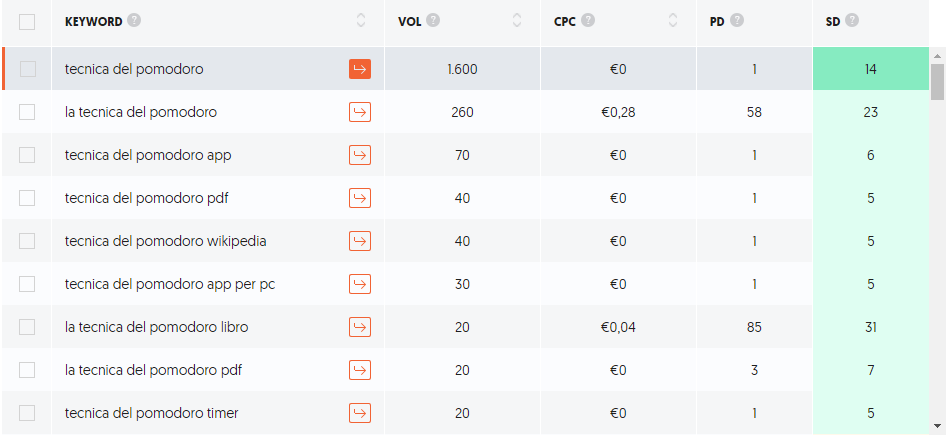 KEYWORD ? VOL ? CPC ? PD ? SD ?
tecnica del pomodoro 1.600 €0 1 14
la tecnica del pomodoro 260 €0,28 58 23
tecnica del pomodoro app 70 €0 1 6
tecnica del pomodoro pdf 40 €0 1 5
tecnica del pomodoro wikipedia 40 €0 1 5
tecnica del pomodoro app per pc 30 €0 1 5
la tecnica del pomodoro libro 20 €0,04 85 31
la tecnica del pomodoro pdf 20 €0 3 7
tecnica del pomodoro timer 20 €0 1 5